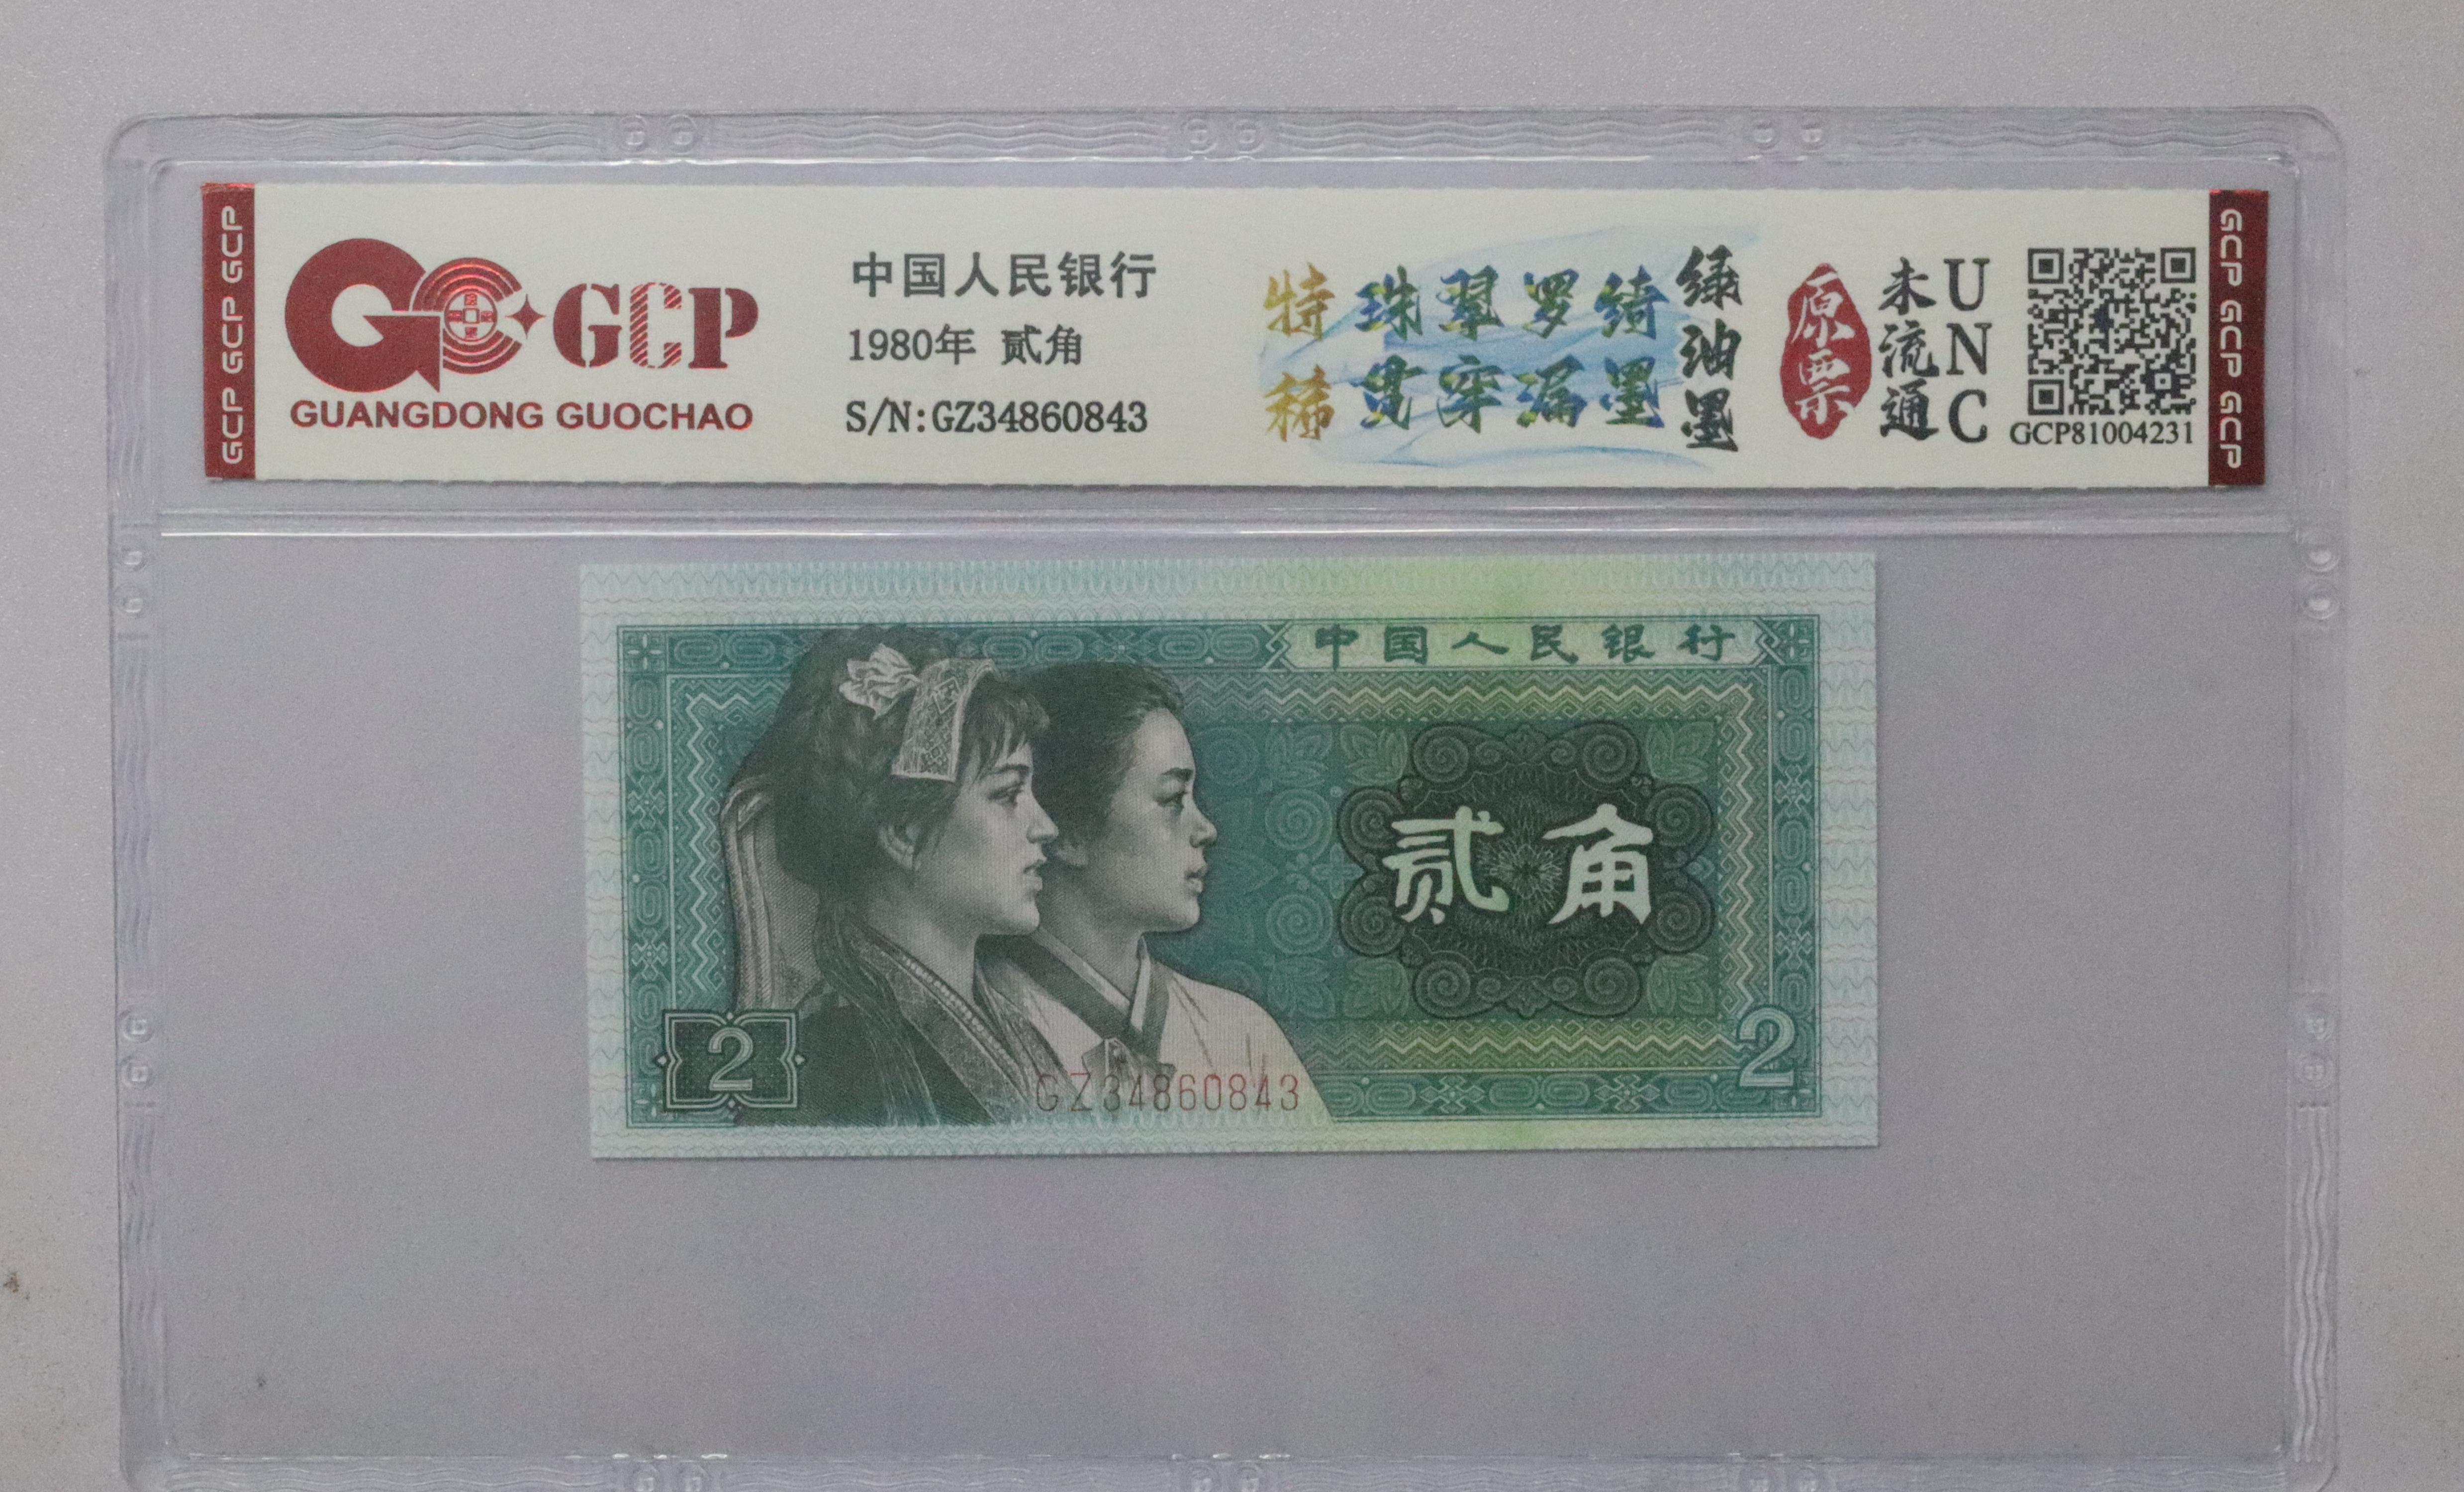 GCP GCP GCP
GCP
GUANGDONG GUOCHAO
中国人民银行
1980年 贰角
S/N:GZ34860843
特稀
珠翠罗绮
贯穿漏墨
绿油墨
原票
未流通
UNC
GCP81004231
GCP GCP GCP
中国人民银行
贰角
2
2
GZ34860843